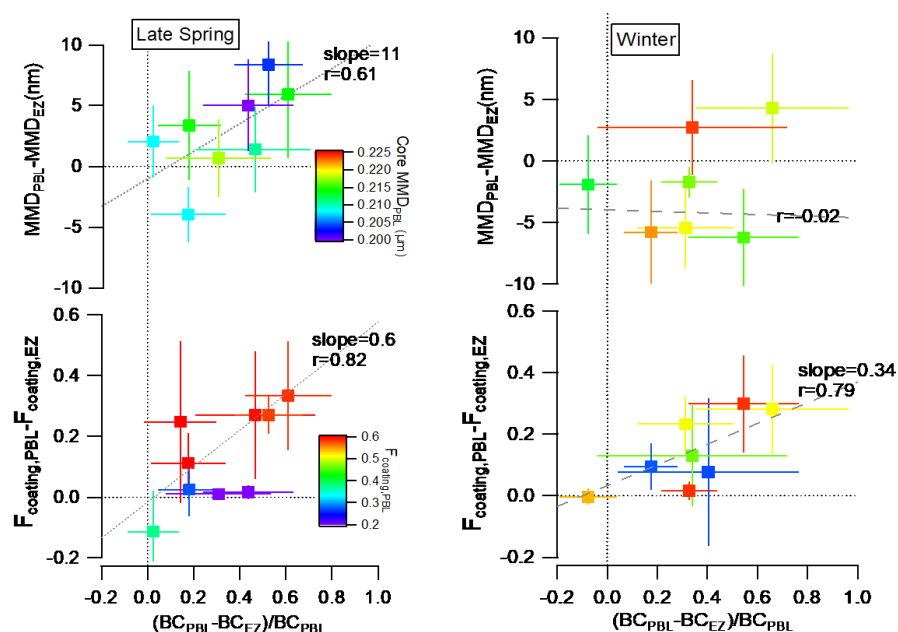 Late Spring
10
5
0
-5
-10
MMD_PBL-MMD_EZ(nm)
slope=11
r=0.61
0.225
0.220
0.215
0.210
0.205
0.200
Core MMD_PBL (μm)
Winter
10
5
0
-5
-10
MMD_PBL-MMD_EZ(nm)
r=-0.02
0.6
0.4
0.2
0.0
-0.2
F_coating,PBL-F_coating,EZ
slope=0.6
r=0.82
0.6
0.5
0.4
0.3
0.2
F_coating,PBL
-0.2 0.0 0.2 0.4 0.6 0.8 1.0
(BC_PBL-BC_EZ)/BC_PBL
0.6
0.4
0.2
0.0
-0.2
F_coating,PBL-F_coating,EZ
slope=0.34
r=0.79
-0.2 0.0 0.2 0.4 0.6 0.8 1.0
(BC_PBL-BC_EZ)/BC_PBL